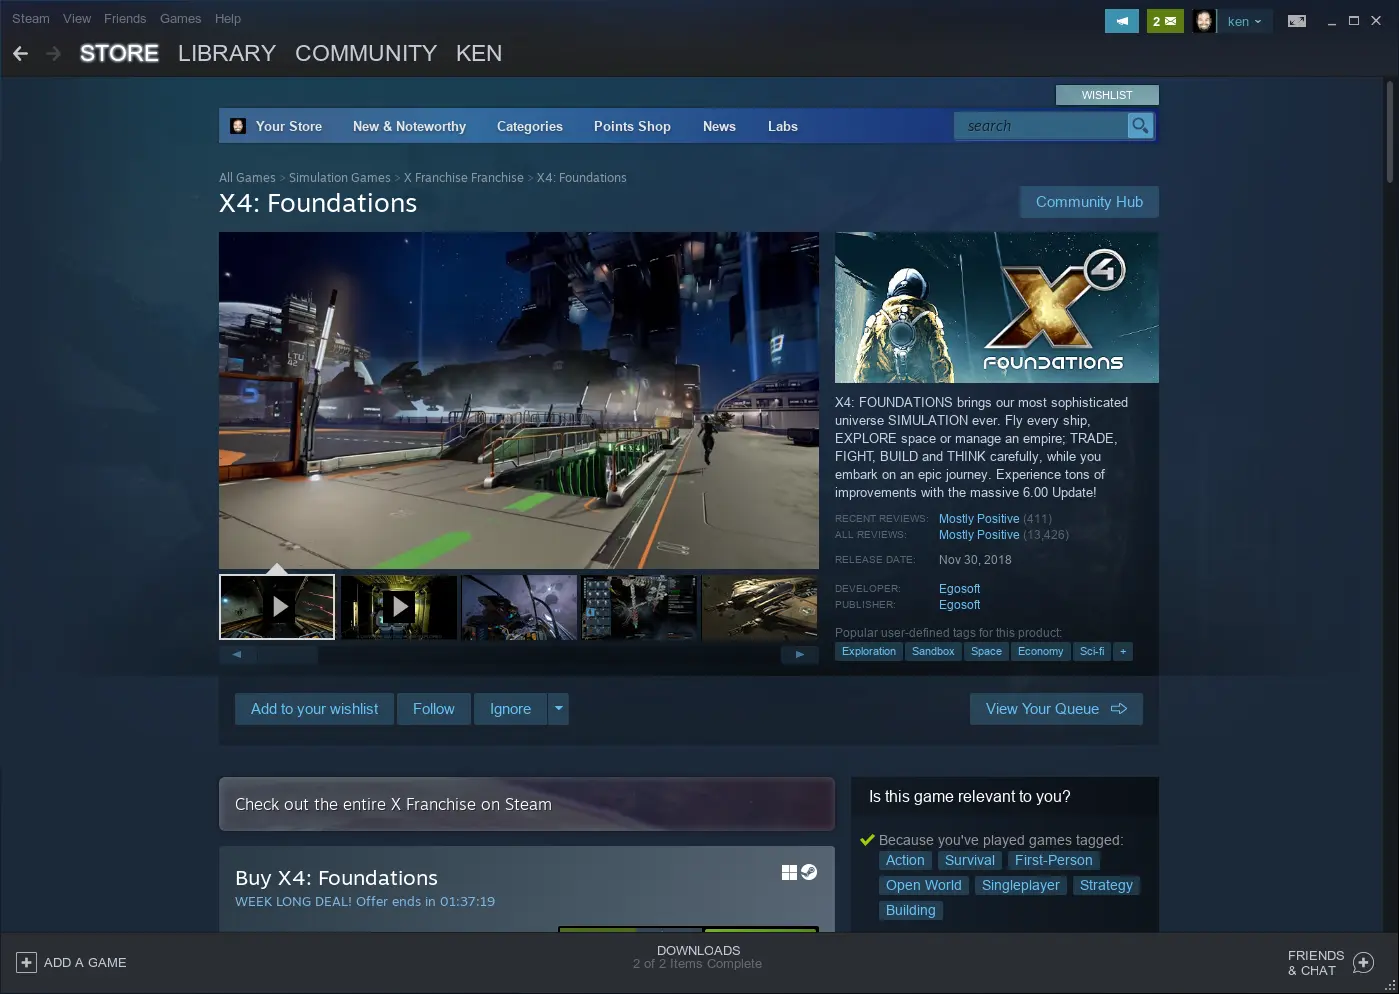 Steam View Friends Games Help
2
ken
STORE LIBRARY COMMUNITY KEN
WISHLIST
Your Store New & Noteworthy Categories Points Shop News Labs
search
All Games > Simulation Games > X Franchise Franchise > X4: Foundations
X4: Foundations
Community Hub
LTU
42
X4
FOUNDATIONS
X4: FOUNDATIONS brings our most sophisticated
universe SIMULATION ever. Fly every ship,
EXPLORE space or manage an empire; TRADE,
FIGHT, BUILD and THINK carefully, while you
embark on an epic journey. Experience tons of
improvements with the massive 6.00 Update!
RECENT REVIEWS: Mostly Positive (411)
ALL REVIEWS: Mostly Positive (13,426)
RELEASE DATE: Nov 30, 2018
DEVELOPER: Egosoft
PUBLISHER: Egosoft
Popular user-defined tags for this product:
Exploration Sandbox Space Economy Sci-fi +
Add to your wishlist Follow Ignore
View Your Queue
Check out the entire X Franchise on Steam
Buy X4: Foundations
WEEK LONG DEAL! Offer ends in 01:37:19
Is this game relevant to you?
Because you've played games tagged:
Action Survival First-Person
Open World Singleplayer Strategy
Building
ADD A GAME
DOWNLOADS
2 of 2 Items Complete
FRIENDS
& CHAT